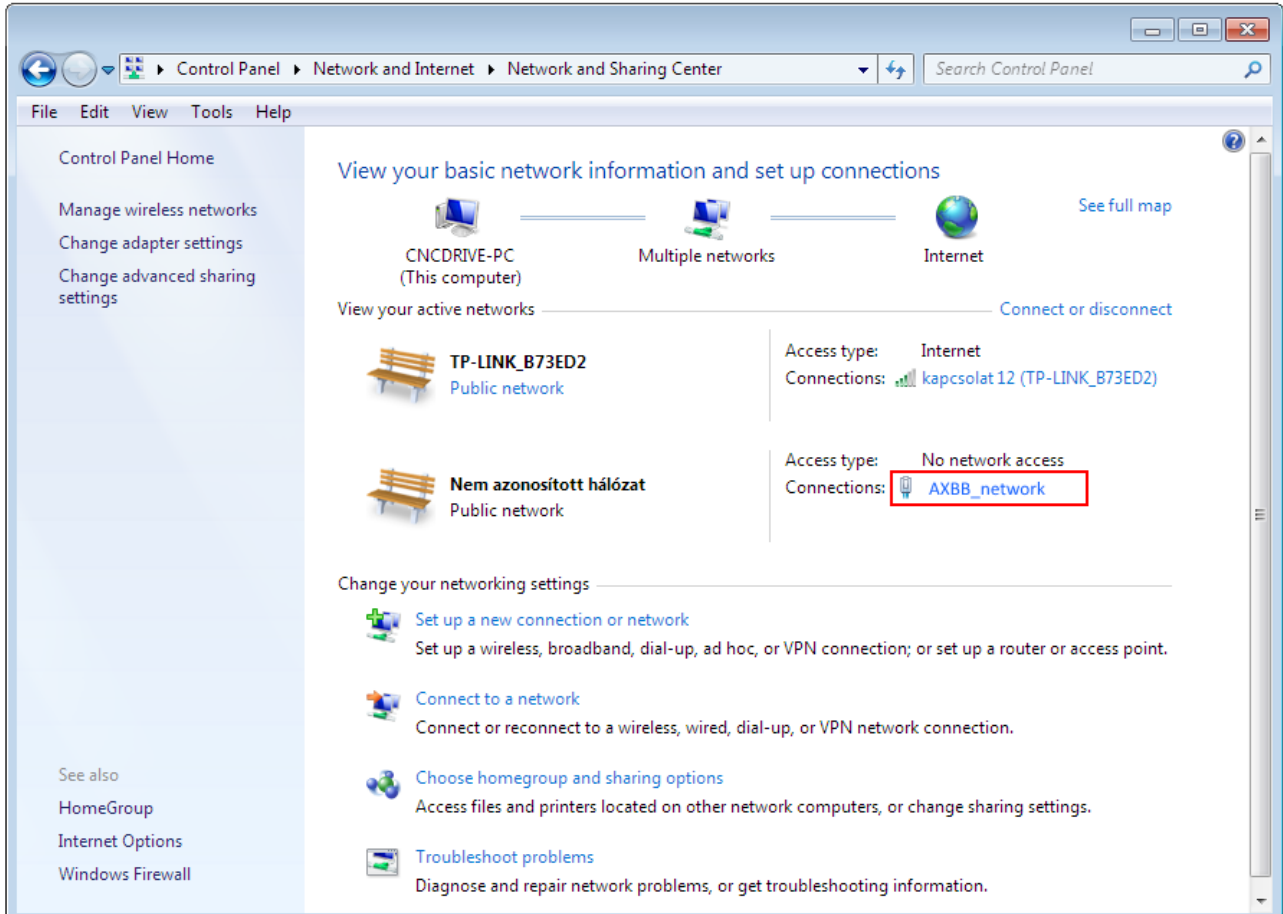 Control Panel Network and Internet Network and Sharing Center Search Control Panel
File Edit View Tools Help
Control Panel Home
Manage wireless networks
Change adapter settings
Change advanced sharing
settings
View your basic network information and set up connections
See full map
CNCDRIVE-PC
(This computer)
Multiple networks
Internet
View your active networks
Connect or disconnect
TP-LINK_B73ED2
Public network
Access type: Internet
Connections: kapcsolat 12 (TP-LINK_B73ED2)
Nem azonosított hálózat
Public network
Access type: No network access
Connections: AXBB_network
Change your networking settings
Set up a new connection or network
Set up a wireless, broadband, dial-up, ad hoc, or VPN connection; or set up a router or access point.
Connect to a network
Connect or reconnect to a wireless, wired, dial-up, or VPN network connection.
Choose homegroup and sharing options
Access files and printers located on other network computers, or change sharing settings.
Troubleshoot problems
Diagnose and repair network problems, or get troubleshooting information.
See also
HomeGroup
Internet Options
Windows Firewall